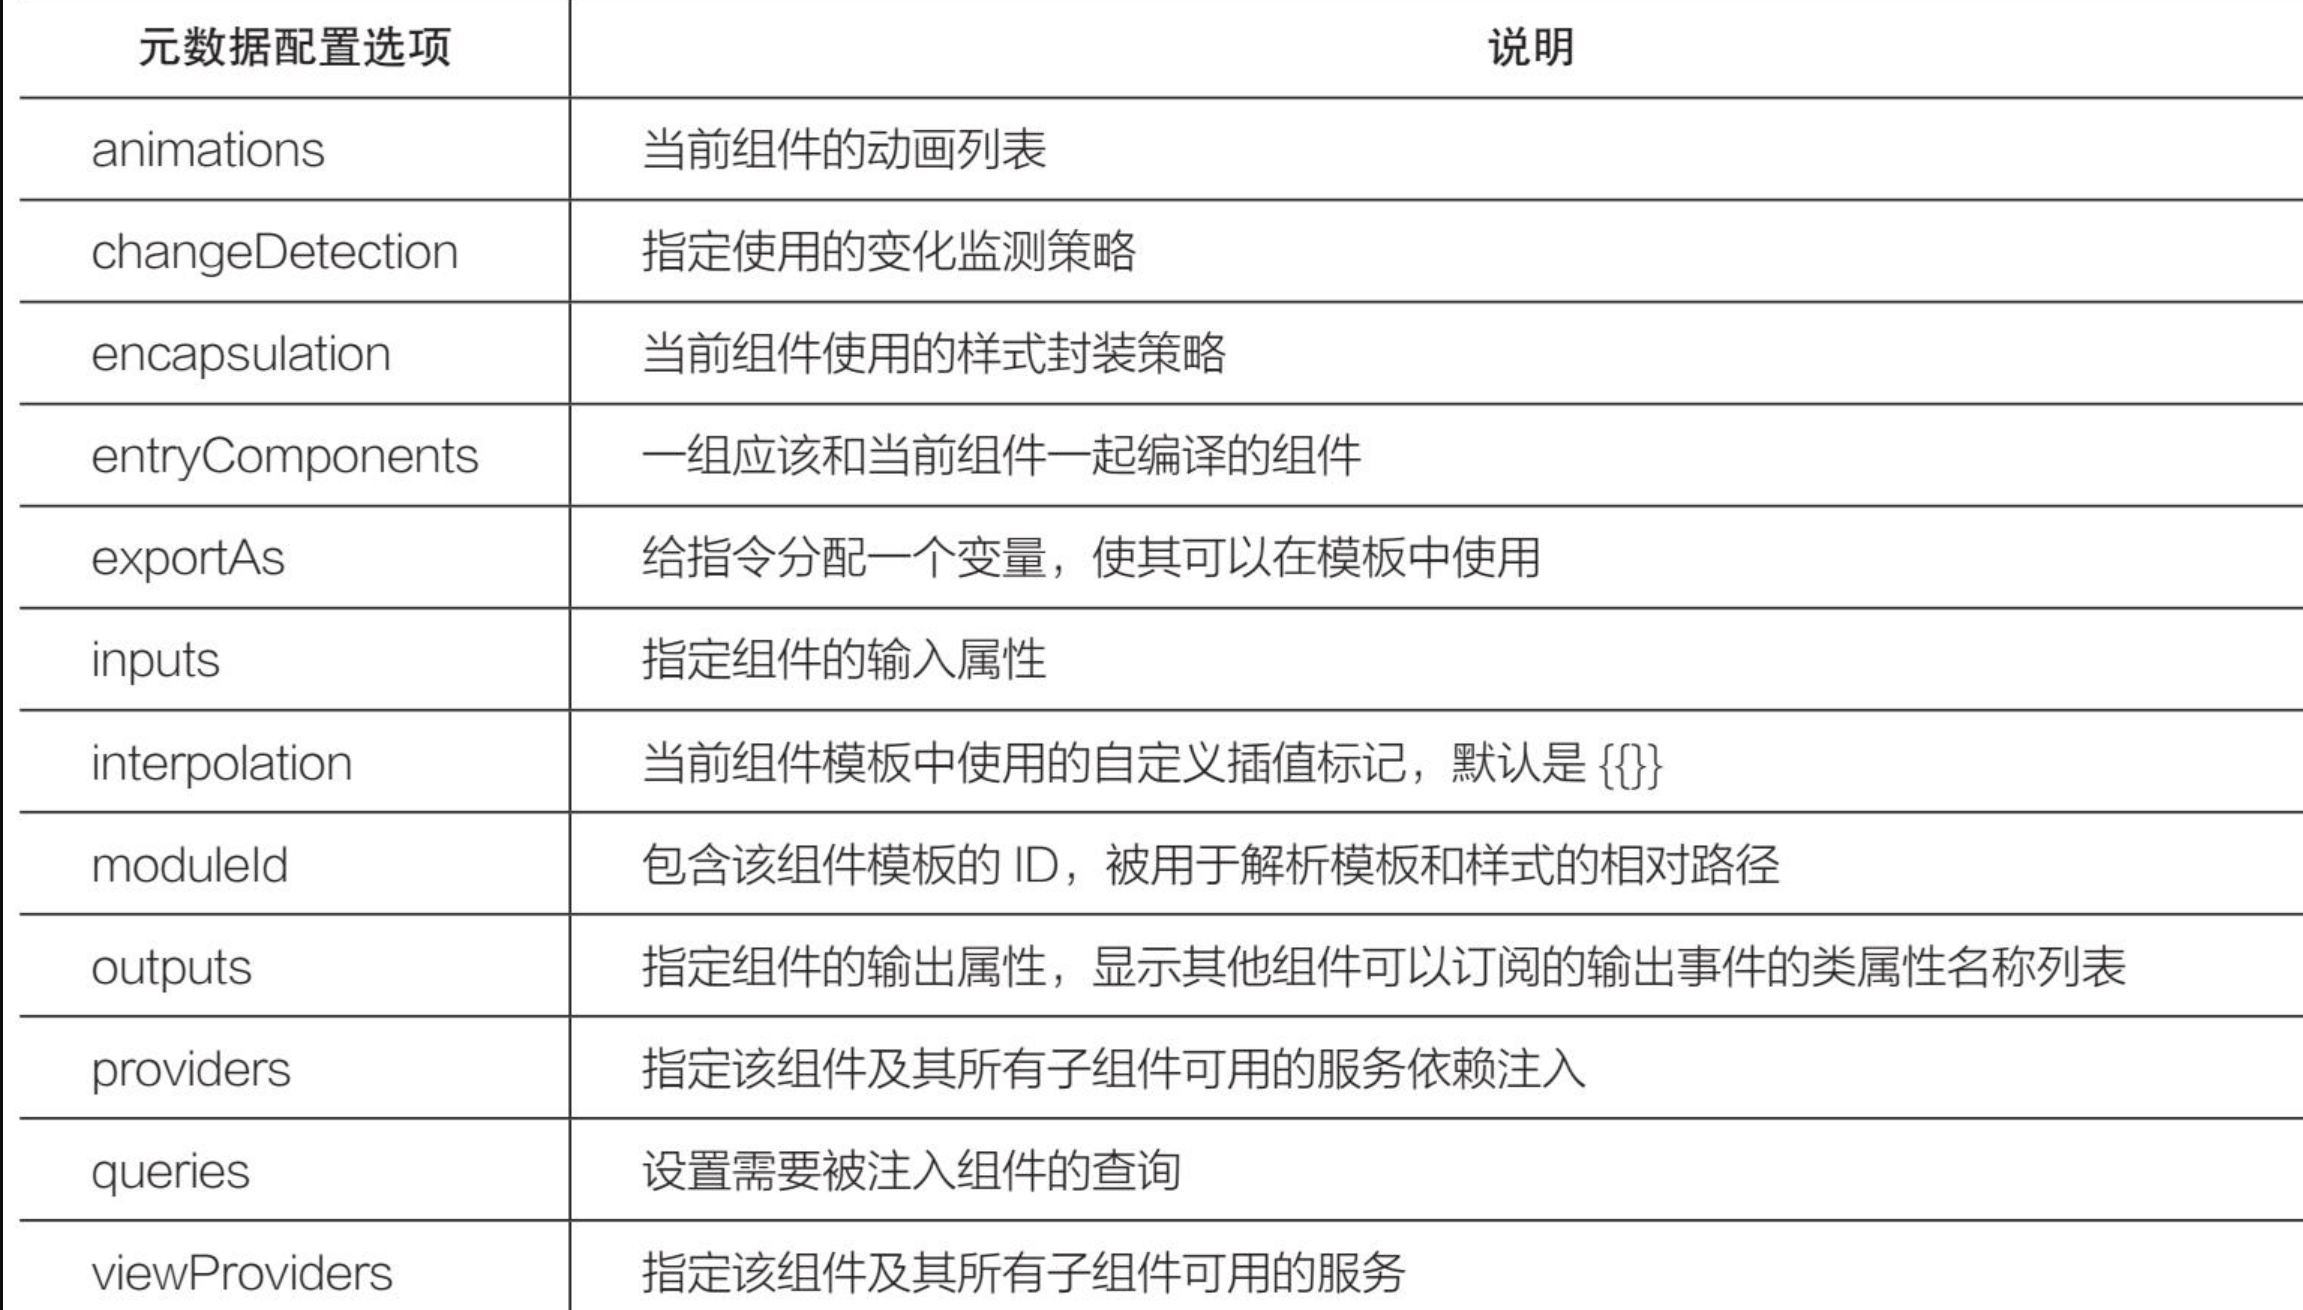 元数据配置选项 说明
animations 当前组件的动画列表
changeDetection 指定使用的变化监测策略
encapsulation 当前组件使用的样式封装策略
entryComponents 一组应该和当前组件一起编译的组件
exportAs 给指令分配一个变量，使其可以在模板中使用
inputs 指定组件的输入属性
interpolation 当前组件模板中使用的自定义插值标记，默认是 {{}}
moduleId 包含该组件模板的 ID，被用于解析模板和样式的相对路径
outputs 指定组件的输出属性，显示其他组件可以订阅的输出事件的类属性名称列表
providers 指定该组件及其所有子组件可用的服务依赖注入
queries 设置需要被注入组件的查询
viewProviders 指定该组件及其所有子组件可用的服务